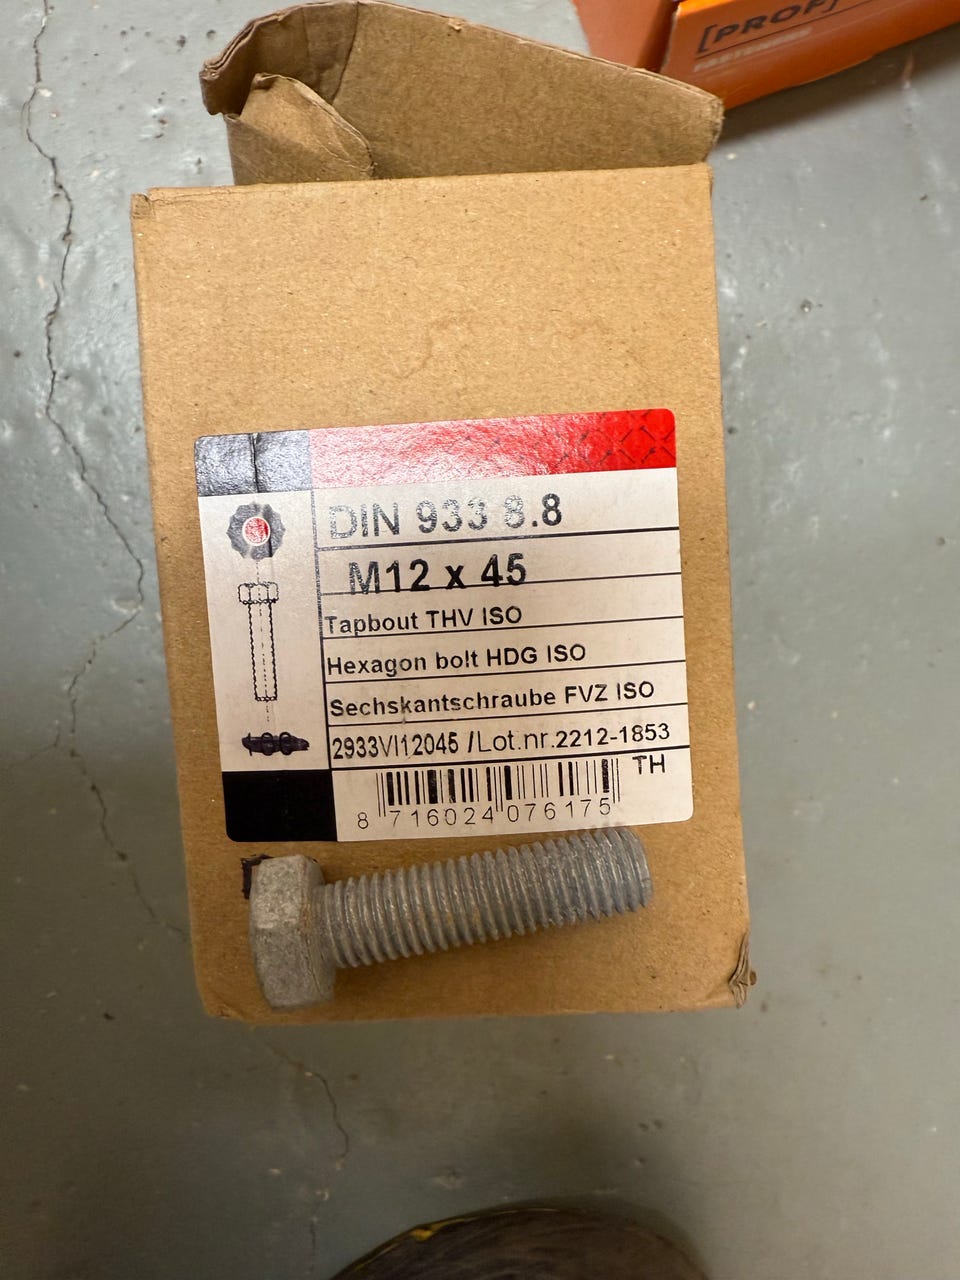 [PROF]
DIN 933 8.8
M12 x 45
Tapbout THV ISO
Hexagon bolt HDG ISO
Sechskantschraube FVZ ISO
2933VI12045 /Lot.nr.2212-1853
TH
8 716024 076175